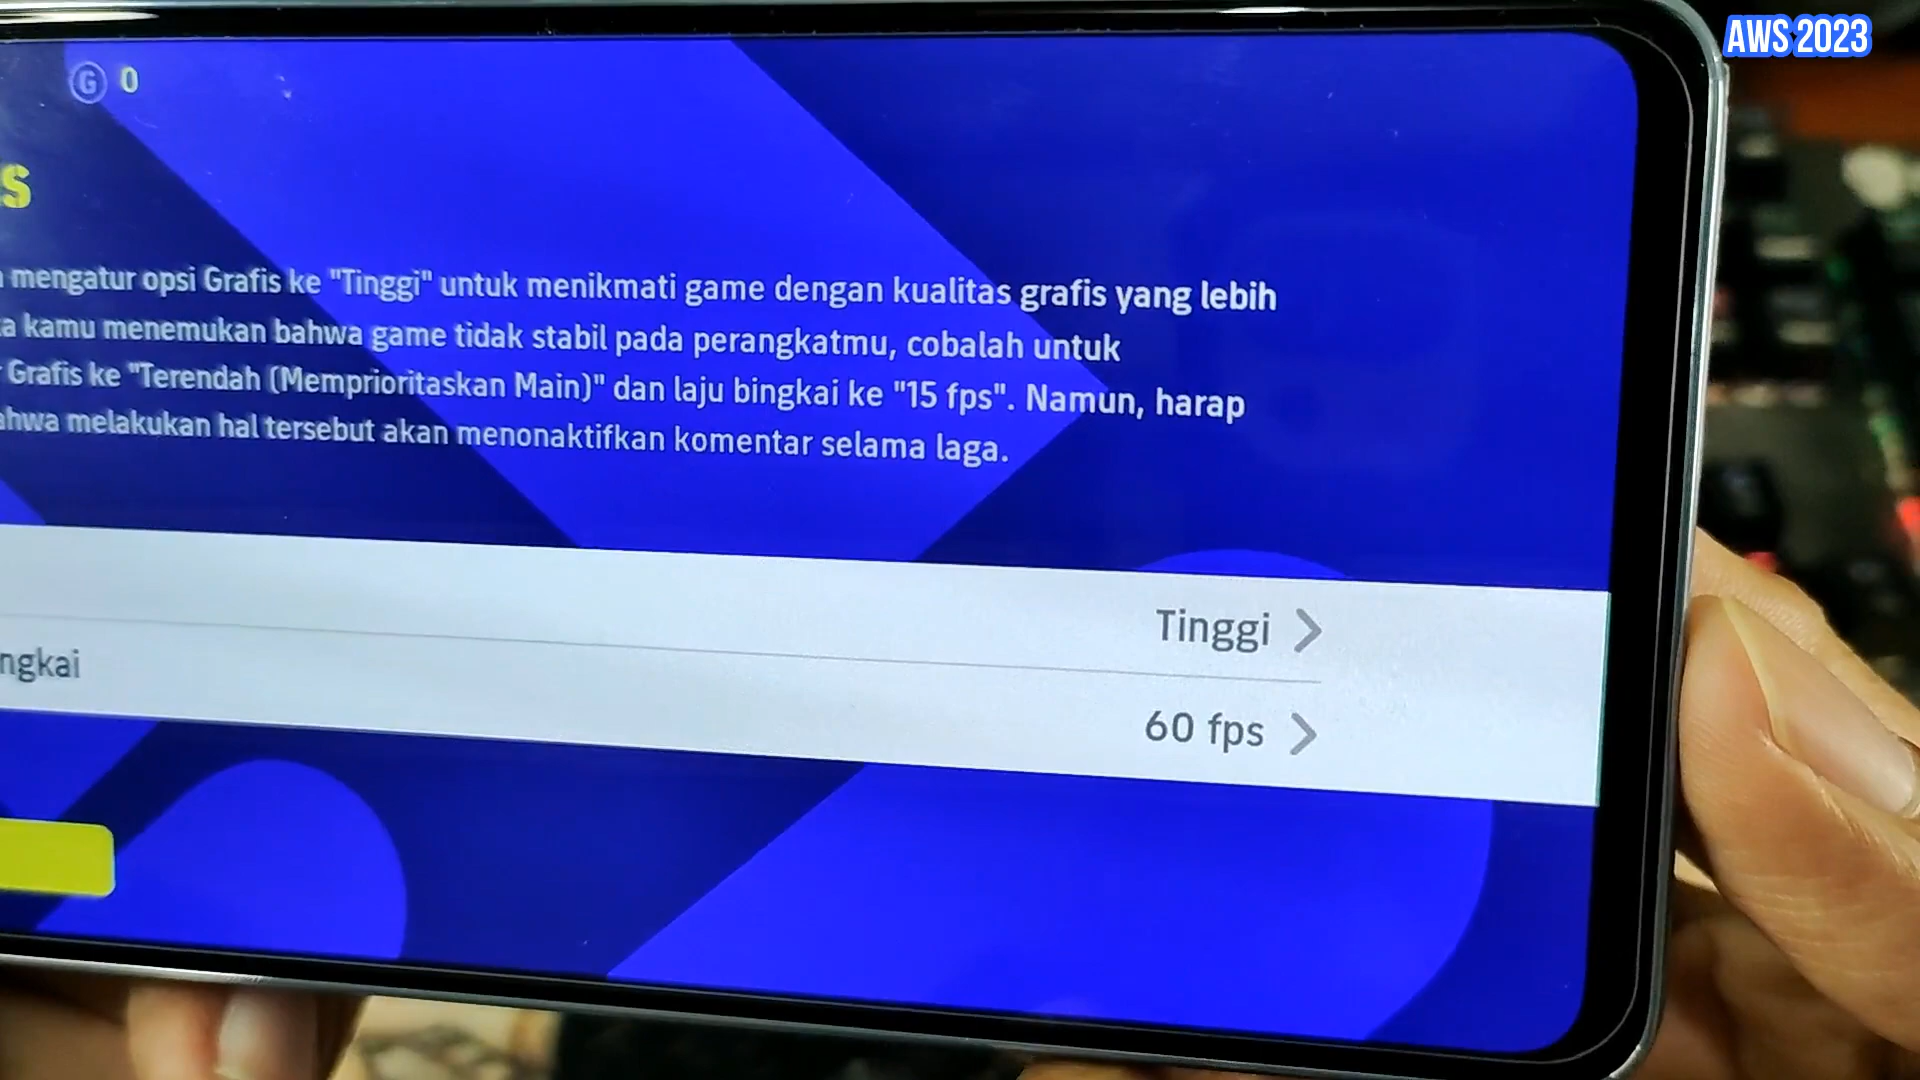 AWS 2023
G 0
S
mengatur opsi Grafis ke "Tinggi" untuk menikmati game dengan kualitas grafis yang lebih
kamu menemukan bahwa game tidak stabil pada perangkatmu, cobalah untuk
Grafis ke "Terendah (Memprioritaskan Main)" dan laju bingkai ke "15 fps". Namun, harap
ahwa melakukan hal tersebut akan menonaktifkan komentar selama laga.
Tinggi
ngkai
60 fps